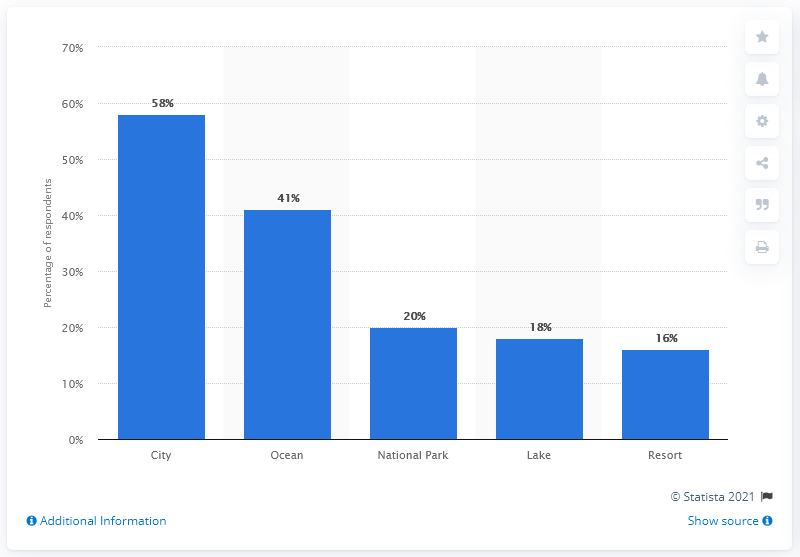 70%
60%
50%
40%
30%
20%
10%
0%
Percentage of respondents
58%
41%
20%
18%
16%
City
Ocean
National Park
Lake
Resort
© Statista 2021
Additional Information
Show source